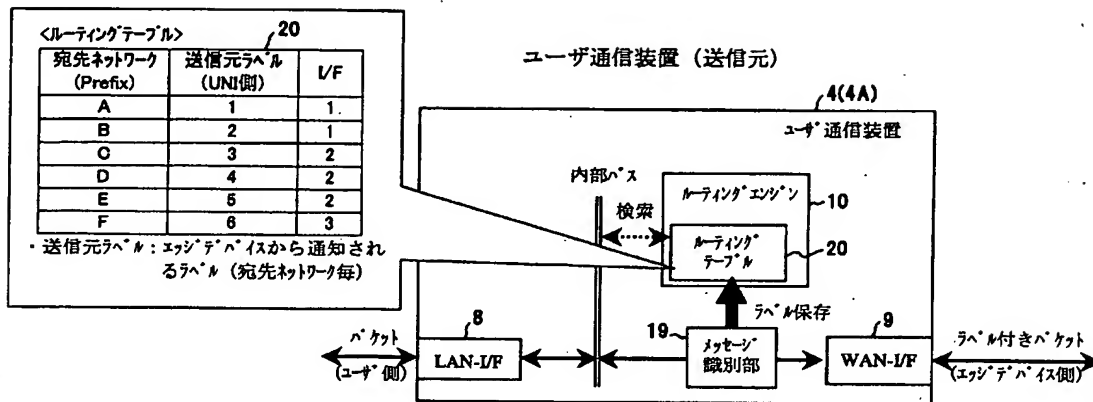 <ルーティングテーブル>
20
宛先ネットワーク
(Prefix)
送信元ラベル
(UNI側)
I/F
A 1 1
B 2 1
C 3 2
D 4 2
E 5 2
F 6 3
・送信元ラベル：エッジデバイスから通知され
るラベル（宛先ネットワーク毎）
ユーザ通信装置（送信元）
4(4A)
ユーザ通信装置
内部バス
検索
ルーティングエンジン
10
ルーティング
テーブル
20
ラベル保存
8
LAN-I/F
19
メッセージ
識別部
9
WAN-I/F
パケット
(ユーザ側)
ラベル付きパケット
(エッジデバイス側)